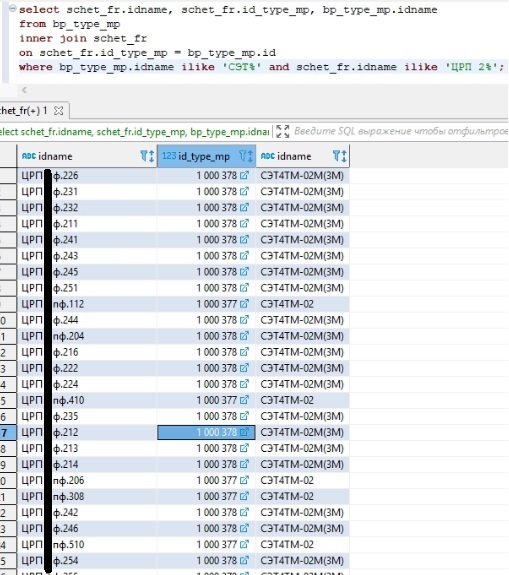 select schet_fr.idname, schet_fr.id_type_mp, bp_type_mp.idname
from bp_type_mp
inner join schet_fr
on schet_fr.id_type_mp = bp_type_mp.id
where bp_type_mp.idname ilike 'СЭТ%' and schet_fr.idname ilike 'ЦРП 2%';
het_fr(+) 1
elect schet_fr.idname, schet_fr.id_type_mp, bp_type_mp.idna Введите SQL выражение чтобы отфильтров
ABC idname 123 id_type_mp ABC idname
ЦРП ф.226 1 000 378 СЭТ4ТМ-02М(3М)
ЦРП ф.231 1 000 378 СЭТ4ТМ-02М(3М)
ЦРП ф.232 1 000 378 СЭТ4ТМ-02М(3М)
ЦРП ф.211 1 000 378 СЭТ4ТМ-02М(3М)
ЦРП ф.241 1 000 378 СЭТ4ТМ-02М(3М)
ЦРП ф.243 1 000 378 СЭТ4ТМ-02М(3М)
ЦРП ф.245 1 000 378 СЭТ4ТМ-02М(3М)
ЦРП ф.251 1 000 378 СЭТ4ТМ-02М(3М)
ЦРП пф.112 1 000 377 СЭТ4ТМ-02
0 ЦРП ф.244 1 000 378 СЭТ4ТМ-02М(3М)
1 ЦРП пф.204 1 000 378 СЭТ4ТМ-02М(3М)
2 ЦРП ф.216 1 000 378 СЭТ4ТМ-02М(3М)
3 ЦРП ф.222 1 000 378 СЭТ4ТМ-02М(3М)
4 ЦРП ф.224 1 000 378 СЭТ4ТМ-02М(3М)
5 ЦРП пф.410 1 000 377 СЭТ4ТМ-02
6 ЦРП ф.235 1 000 378 СЭТ4ТМ-02М(3М)
7 ЦРП ф.212 1 000 378 СЭТ4ТМ-02М(3М)
8 ЦРП ф.213 1 000 378 СЭТ4ТМ-02М(3М)
9 ЦРП ф.214 1 000 378 СЭТ4ТМ-02М(3М)
0 ЦРП пф.206 1 000 377 СЭТ4ТМ-02
1 ЦРП пф.308 1 000 377 СЭТ4ТМ-02
2 ЦРП ф.242 1 000 378 СЭТ4ТМ-02М(3М)
3 ЦРП ф.246 1 000 378 СЭТ4ТМ-02М(3М)
4 ЦРП пф.510 1 000 377 СЭТ4ТМ-02
5 ЦРП ф.254 1 000 378 СЭТ4ТМ-02М(3М)